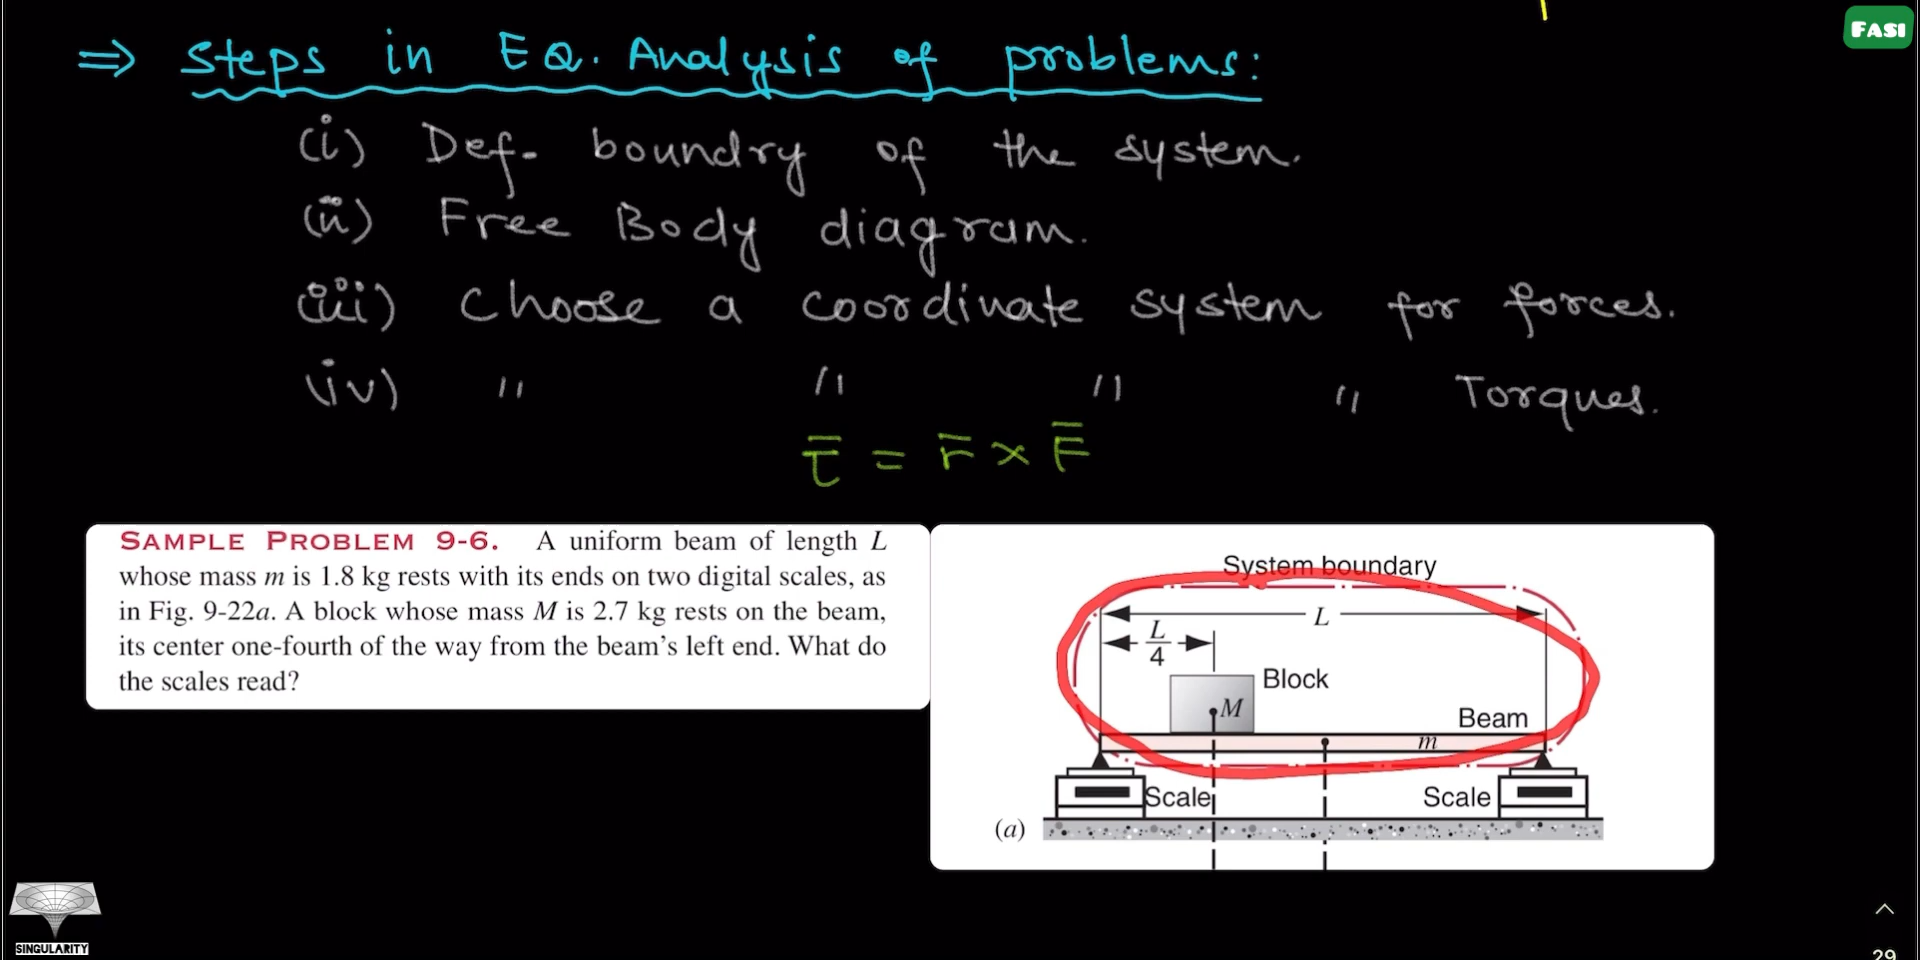 FASI
⇒ Steps in EQ. Analysis of problems:
(i) Def- boundry of the system.
(ii) Free Body diagram.
(iii) Choose a coordinate system for forces.
(iv) " " " " Torques.
τ̄ = r̄ × F̄
SAMPLE PROBLEM 9-6. A uniform beam of length L
whose mass m is 1.8 kg rests with its ends on two digital scales, as
in Fig. 9-22a. A block whose mass M is 2.7 kg rests on the beam,
its center one-fourth of the way from the beam's left end. What do
the scales read?
System boundary
L
L
4
Block
M
Beam
m
Scale
Scale
(a)
SINGULARITY
29